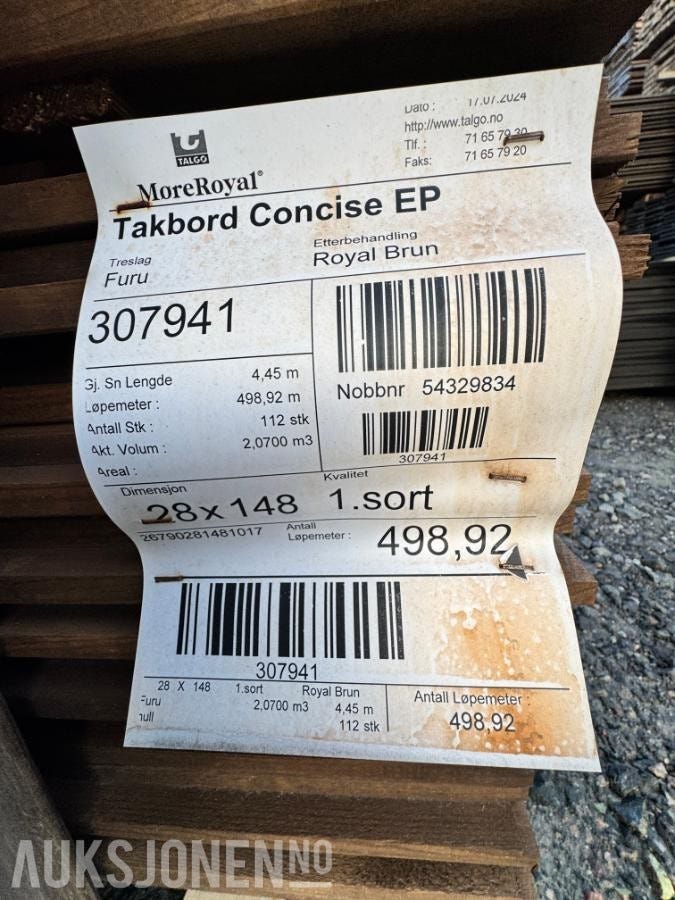 Dato : 17.07.2024
http://www.talgo.no
Tlf. : 71 65 79 30
Faks: 71 65 79 20
TALGO
MoreRoyal®
Takbord Concise EP
Treslag
Furu
Etterbehandling
Royal Brun
307941
Gj. Sn Lengde 4,45 m
Løpemeter : 498,92 m
Antall Stk : 112 stk
Akt. Volum : 2,0700 m3
Areal :
Nobbnr 54329834
307941
Dimensjon
28x148
Kvalitet
1.sort
26790281481017
Antall
Løpemeter : 498,92
307941
28 X 148 1.sort Royal Brun
Furu 2,0700 m3 4,45 m
null 112 stk
Antall Løpemeter :
498,92
AUKSJONEN.NO